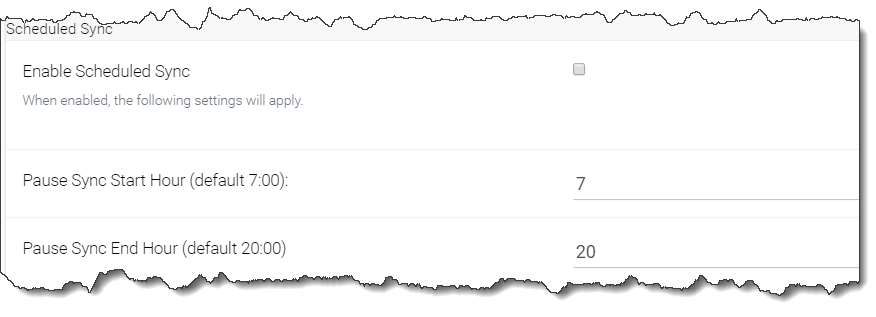 Scheduled Sync
Enable Scheduled Sync
When enabled, the following settings will apply.
Pause Sync Start Hour (default 7:00):
7
Pause Sync End Hour (default 20:00)
20